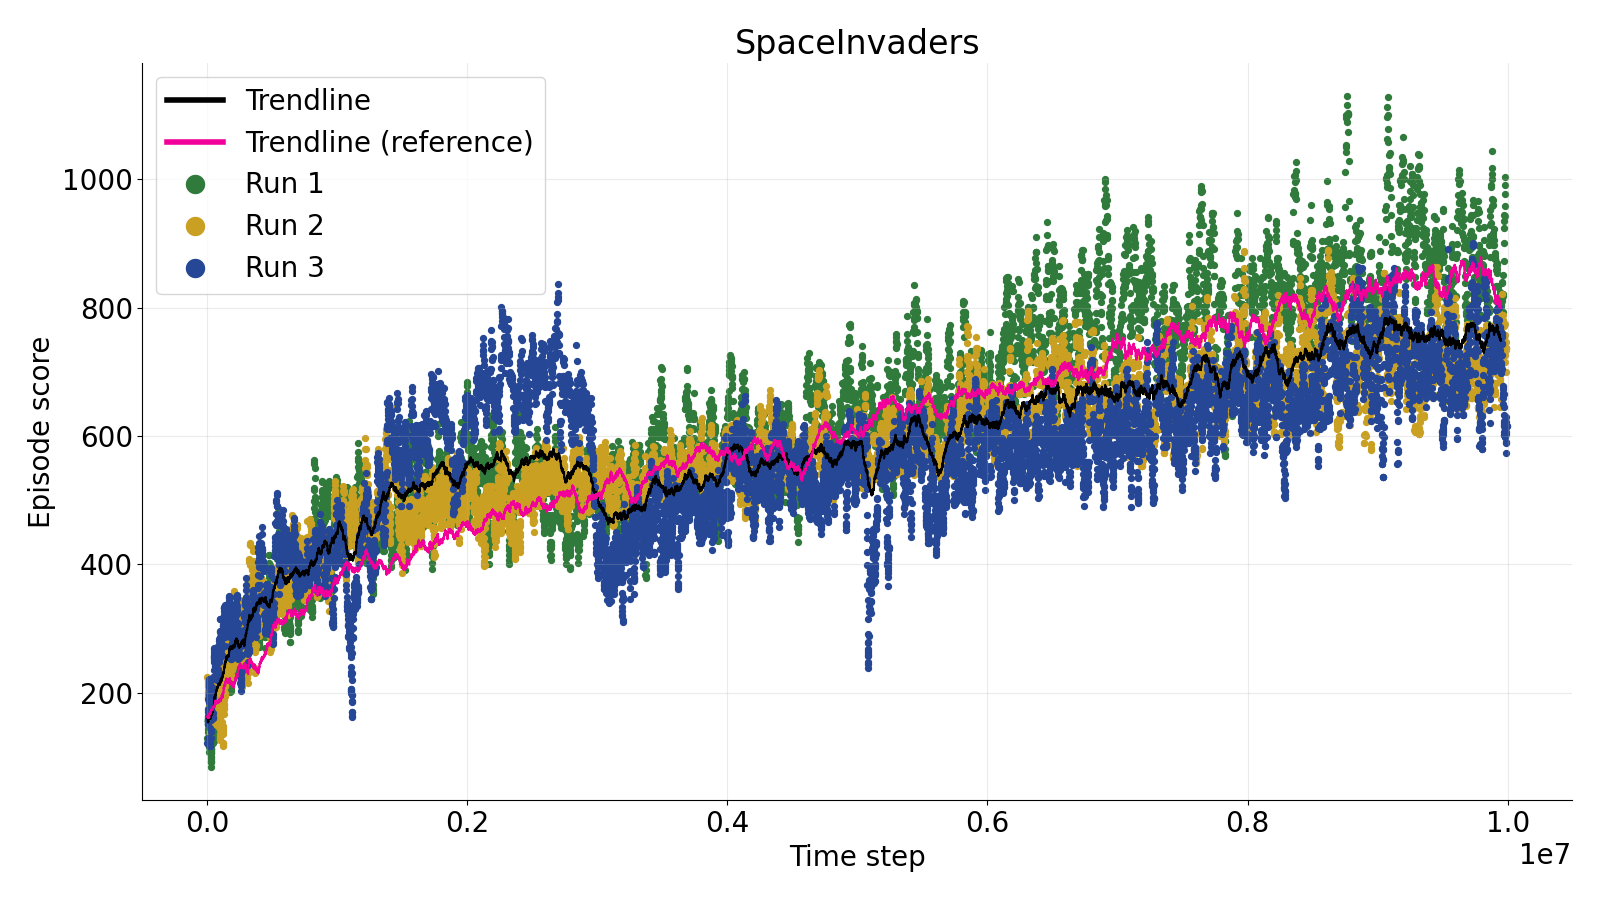 SpaceInvaders
Trendline
Trendline (reference)
Run 1
Run 2
Run 3
Episode score
1000
800
600
400
200
0.0 0.2 0.4 0.6 0.8 1.0
1e7
Time step